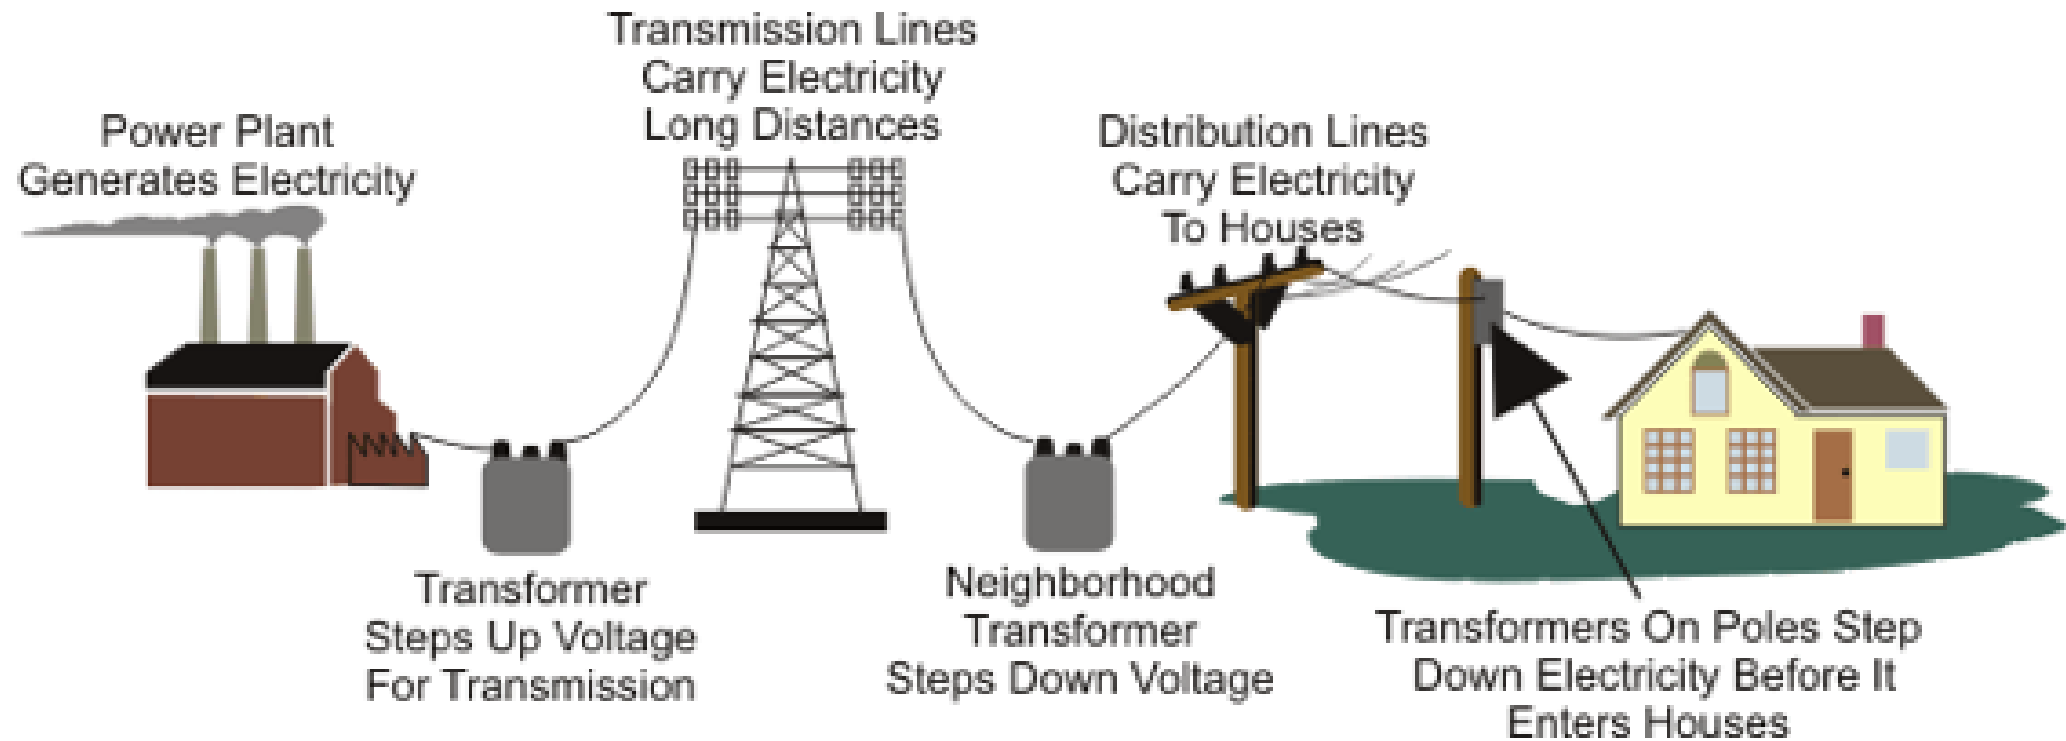 Transmission Lines
Carry Electricity
Long Distances
Power Plant
Generates Electricity
Distribution Lines
Carry Electricity
To Houses
Transformer
Steps Up Voltage
For Transmission
Neighborhood
Transformer
Steps Down Voltage
Transformers On Poles Step
Down Electricity Before It
Enters Houses